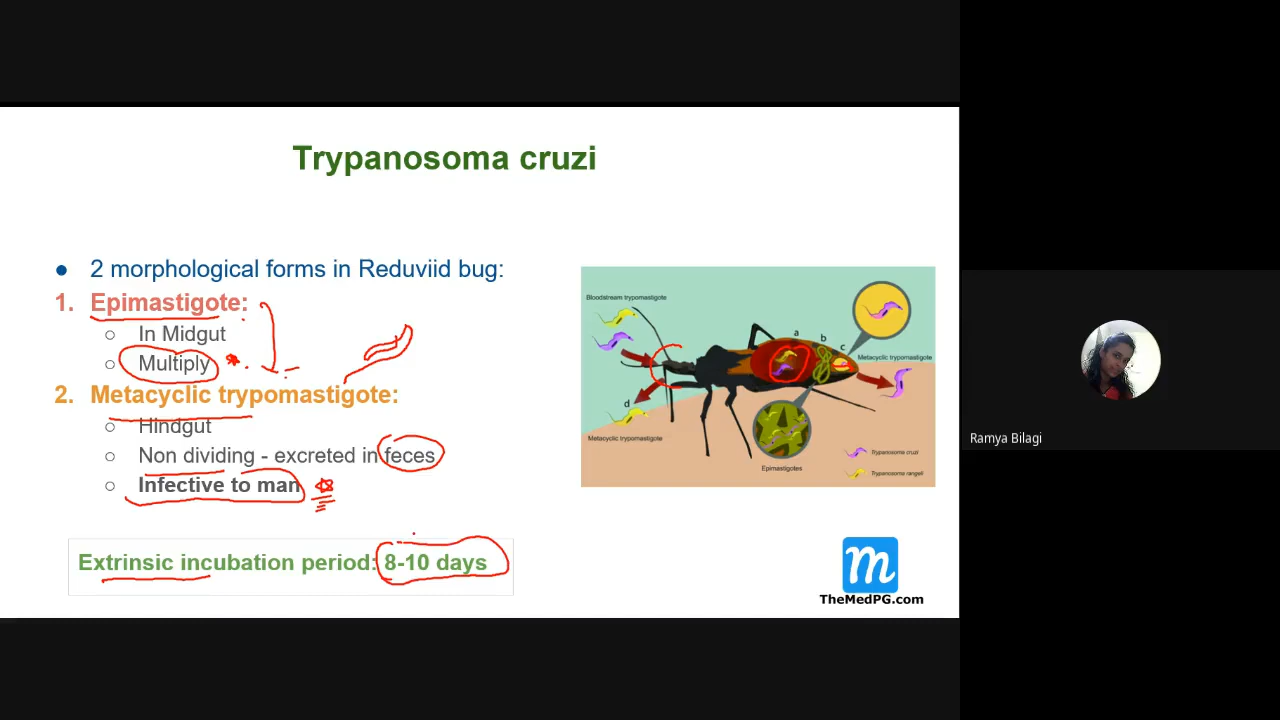 Trypanosoma cruzi
● 2 morphological forms in Reduviid bug:
1. Epimastigote:
○ In Midgut
○ Multiply
2. Metacyclic trypomastigote:
○ Hindgut
○ Non dividing - excreted in feces
○ Infective to man
Extrinsic incubation period: 8-10 days
Bloodstream trypomastigote
a
b
c
Metacyclic trypomastigote
d
Metacyclic trypomastigote
Epimastigotes
Trypanosoma cruzi
Trypanosoma rangeli
m
TheMedPG.com
Ramya Bilagi